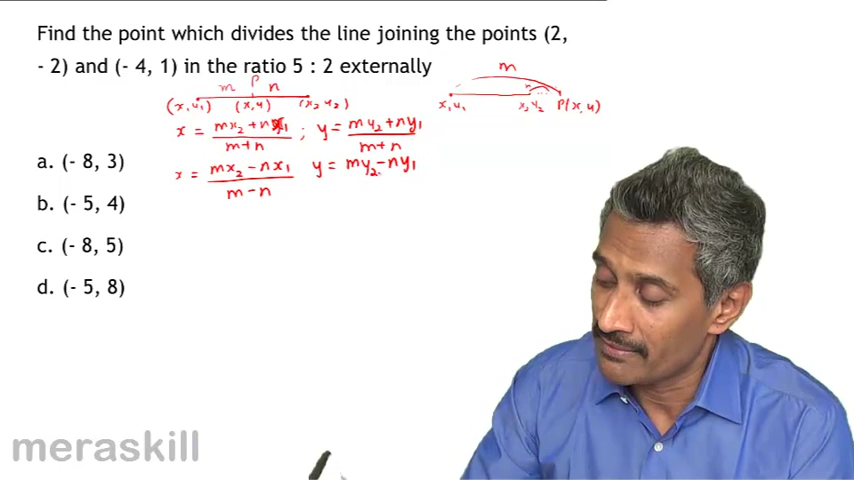 Find the point which divides the line joining the points (2,
- 2) and (- 4, 1) in the ratio 5 : 2 externally
m P n
(x, y₁) (x, y) (x₂ y₂)
x = mx₂ + nx₁ / m + n ; y = my₂ + ny₁ / m + n
x = mx₂ - nx₁ / m - n y = my₂ - ny₁
m
n
x, y₁ x₂ y₂ P(x, y)
a. (- 8, 3)
b. (- 5, 4)
c. (- 8, 5)
d. (- 5, 8)
meraskill